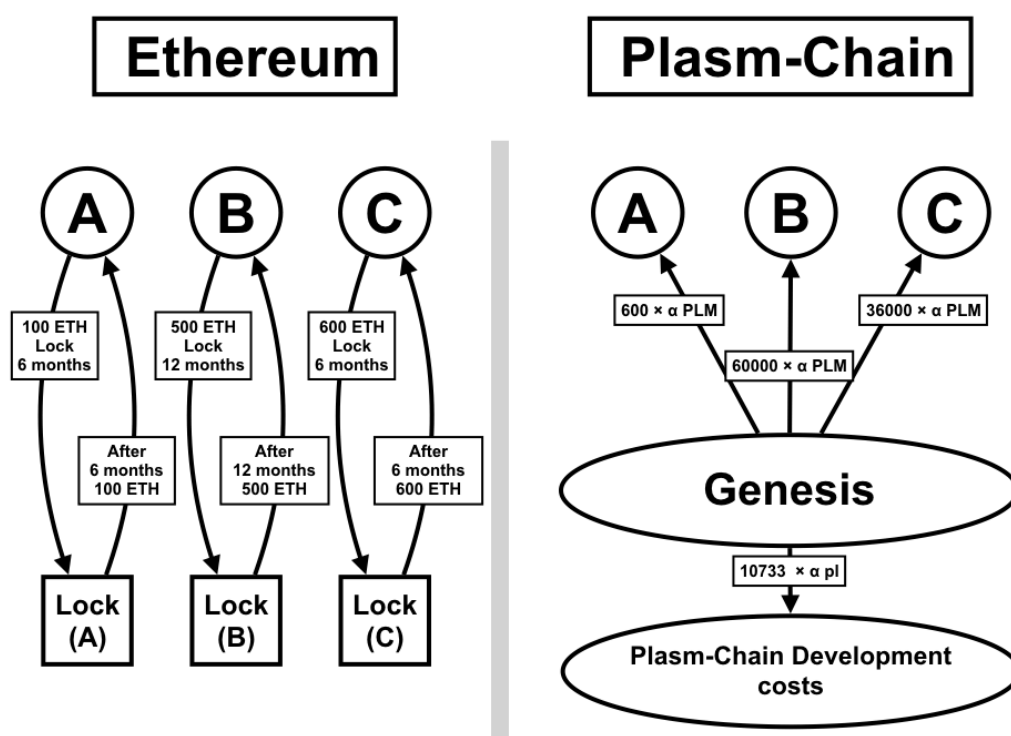 Ethereum
Plasm-Chain
A
B
C
100 ETH
Lock
6 months
500 ETH
Lock
12 months
600 ETH
Lock
6 months
After
6 months
100 ETH
After
12 months
500 ETH
After
6 months
600 ETH
Lock
(A)
Lock
(B)
Lock
(C)
A
B
C
600 × α PLM
36000 × α PLM
60000 × α PLM
Genesis
10733 × α pl
Plasm-Chain Development
costs